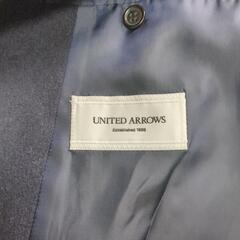 UNITED ARROWS
Established 1989